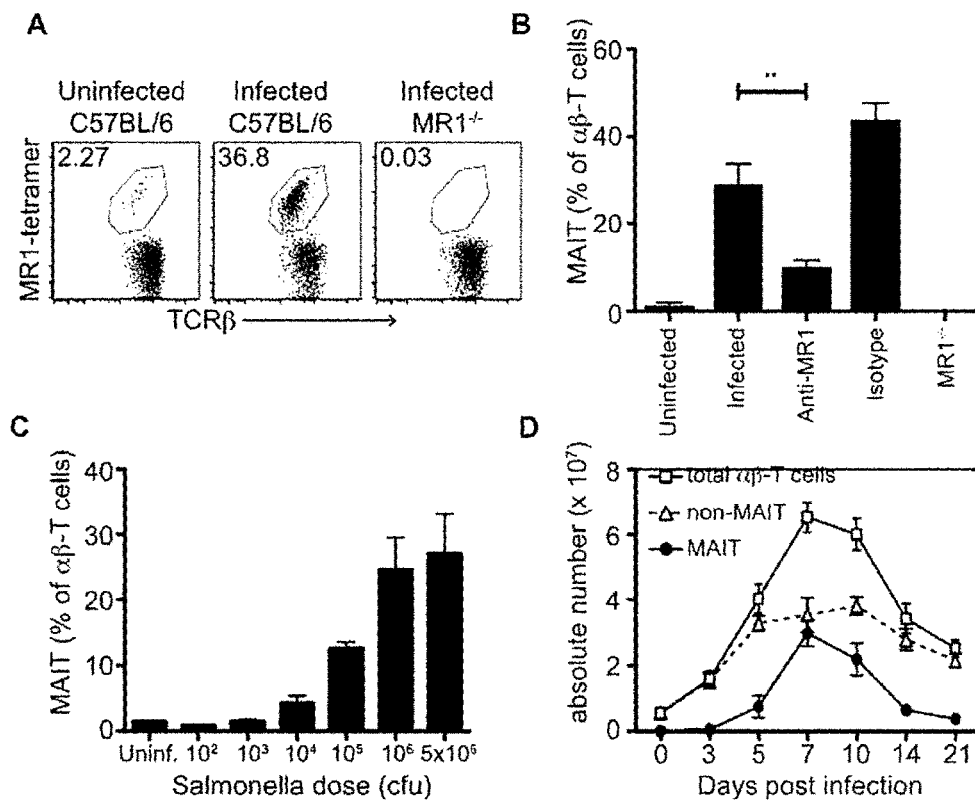 A
Uninfected
C57BL/6
Infected
C57BL/6
Infected
MR1-/-
2.27
36.8
0.03
MR1-tetramer
TCRβ
B
MAIT (% of αβ-T cells)
60
40
20
0
**
Uninfected
Infected
Anti-MR1
Isotype
MR1-/-
C
MAIT (% of αβ-T cells)
40
30
20
10
0
Uninf. 10² 10³ 10⁴ 10⁵ 10⁶ 5x10⁶
Salmonella dose (cfu)
D
absolute number (x 10⁷)
8
6
4
2
0
total αβ-T cells
non-MAIT
MAIT
0 3 5 7 10 14 21
Days post infection